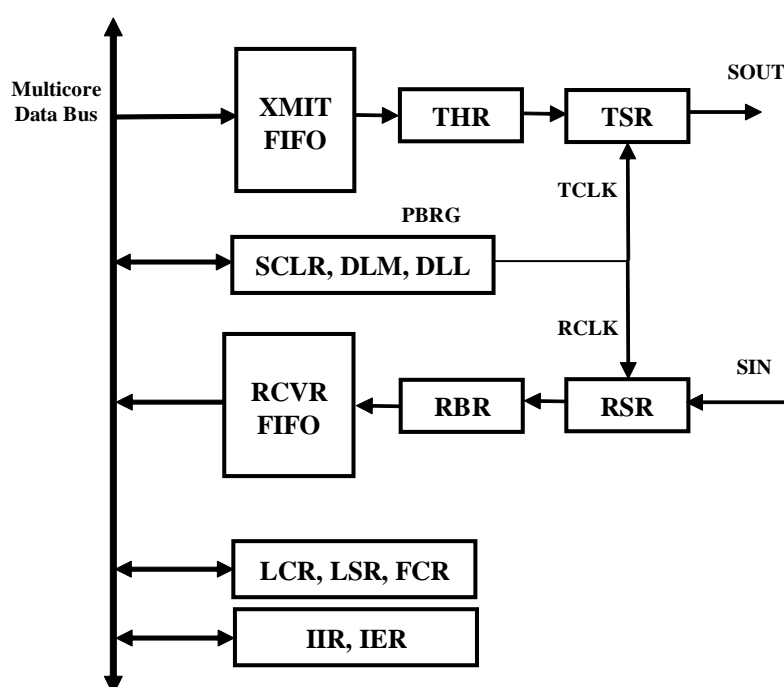 SOUT
Multicore
Data Bus
XMIT
FIFO
THR
TSR
TCLK
PBRG
SCLR, DLM, DLL
RCLK
SIN
RCVR
FIFO
RBR
RSR
LCR, LSR, FCR
IIR, IER